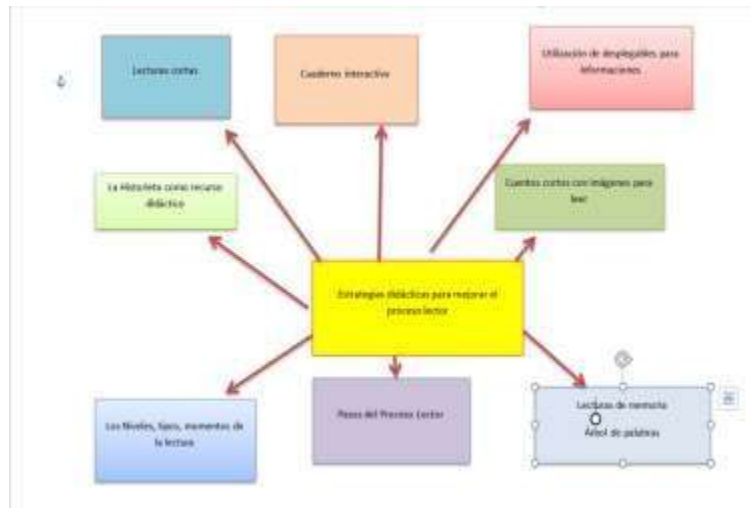 Lecturas cortas
Cuaderno interactivo
Utilización de desplegables para
informaciones
La Historieta como recurso
didáctico
Cuentos cortos con imágenes para
leer
Estrategias didácticas para mejorar el
proceso lector
Los Niveles, tipos, momentos de
la lectura
Pasos del Proceso Lector
Lecturas de memoria
Árbol de palabras